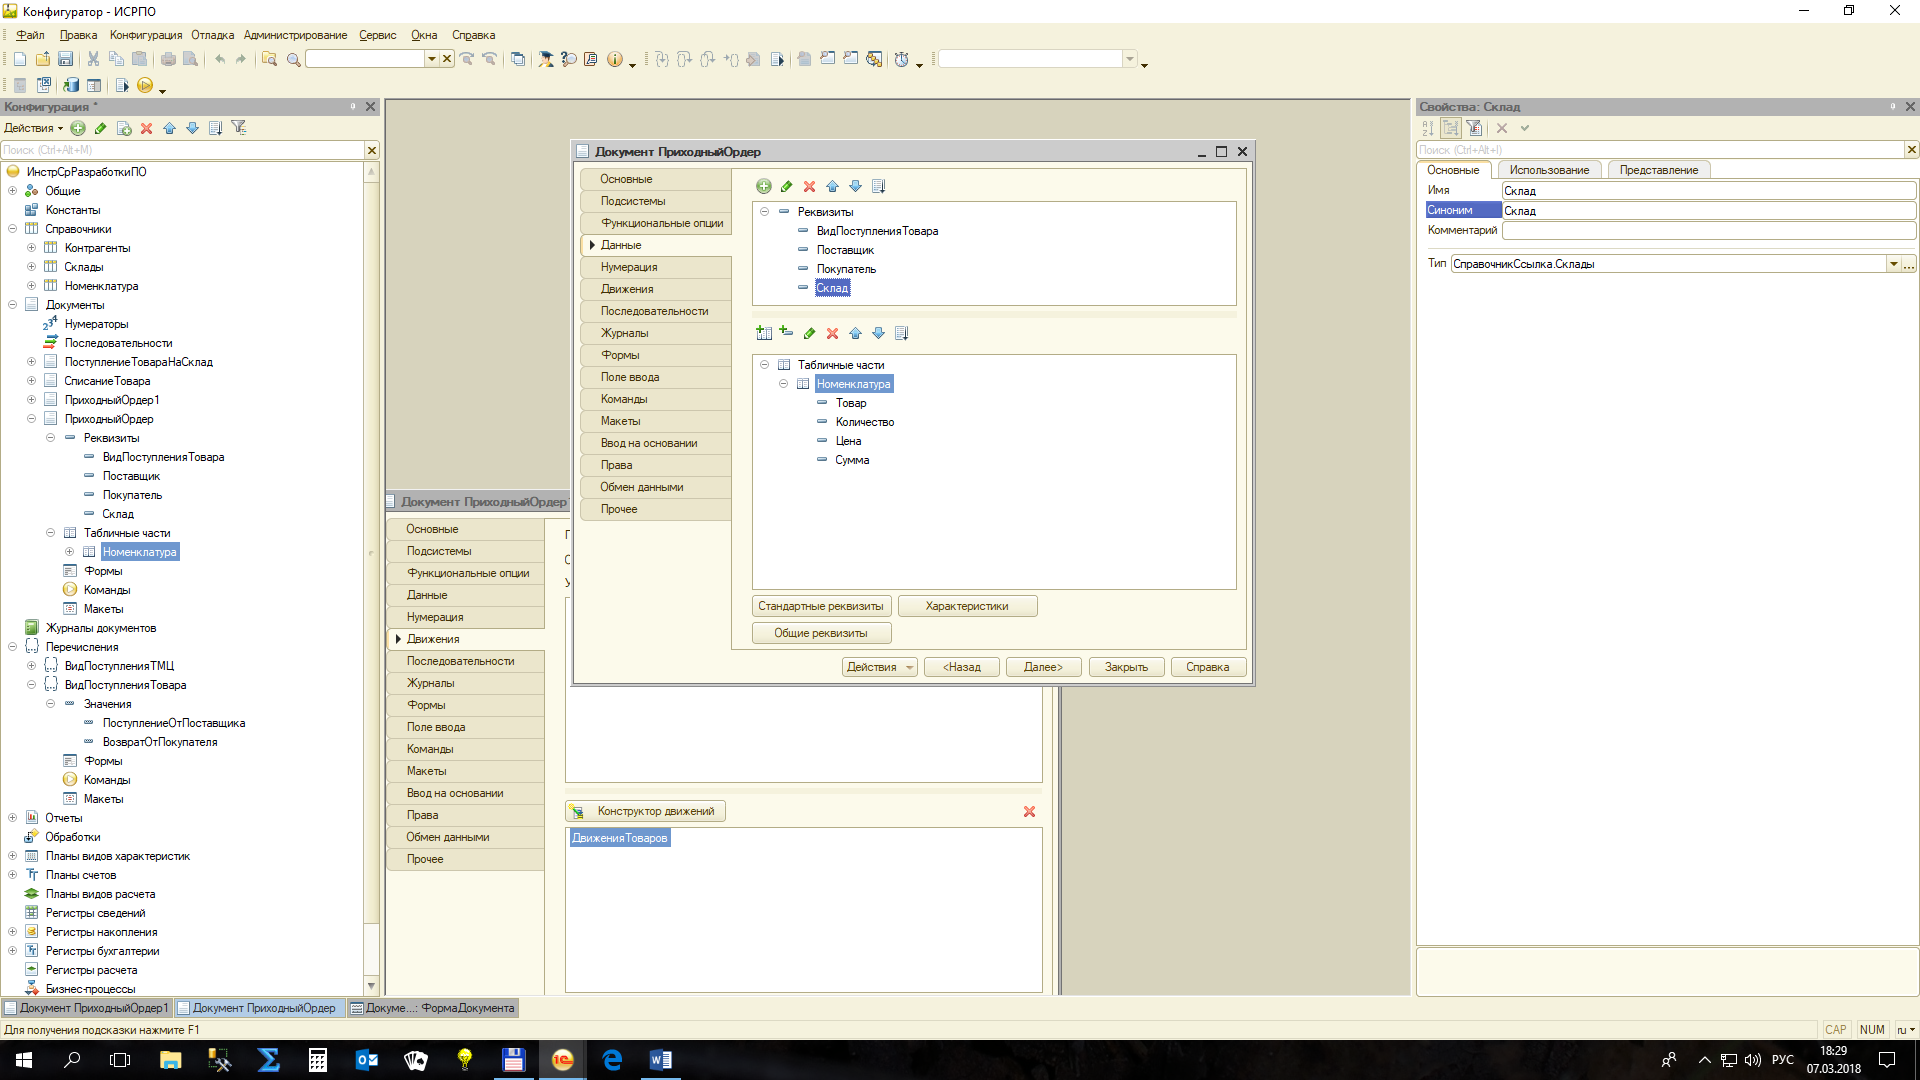 Конфигуратор - ИСРПО
Файл Правка Конфигурация Отладка Администрирование Сервис Окна Справка
Конфигурация *
Действия
Поиск (Ctrl+Alt+M)
ИнстрСрРазработкиПО
Общие
Константы
Справочники
Контрагенты
Склады
Номенклатура
Документы
Нумераторы
Последовательности
ПоступлениеТовараНаСклад
СписаниеТовара
ПриходныйОрдер1
ПриходныйОрдер
Реквизиты
ВидПоступленияТовара
Поставщик
Покупатель
Склад
Табличные части
Номенклатура
Формы
Команды
Макеты
Журналы документов
Перечисления
ВидПоступленияТМЦ
ВидПоступленияТовара
Значения
ПоступлениеОтПоставщика
ВозвратОтПокупателя
Формы
Команды
Макеты
Отчеты
Обработки
Планы видов характеристик
Планы счетов
Планы видов расчета
Регистры сведений
Регистры накопления
Регистры бухгалтерии
Регистры расчета
Бизнес-процессы
Документ ПриходныйОрдер
Основные
Подсистемы
Функциональные опции
Данные
Нумерация
Движения
Последовательности
Журналы
Формы
Поле ввода
Команды
Макеты
Ввод на основании
Права
Обмен данными
Прочее
Реквизиты
ВидПоступленияТовара
Поставщик
Покупатель
Склад
Табличные части
Номенклатура
Товар
Количество
Цена
Сумма
Стандартные реквизиты Характеристики
Общие реквизиты
Действия <Назад Далее> Закрыть Справка
Документ ПриходныйОрдер
Основные
Подсистемы
Функциональные опции
Данные
Нумерация
Движения
Последовательности
Журналы
Формы
Поле ввода
Команды
Макеты
Ввод на основании
Права
Обмен данными
Прочее
Конструктор движений
ДвиженияТоваров
Свойства: Склад
Поиск (Ctrl+Alt+I)
Основные Использование Представление
Имя Склад
Синоним Склад
Комментарий
Тип СправочникСсылка.Склады
Документ ПриходныйОрдер1 Документ ПриходныйОрдер Докуме...: ФормаДокумента
Для получения подсказки нажмите F1
CAP NUM ru
РУС
18:29
07.03.2018